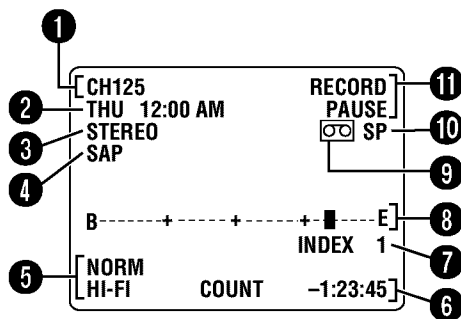 1 CH125 RECORD 11
2 THU 12:00 AM PAUSE
3 STEREO SP 10
4 SAP 9
B-----+-----+-----+--E 8
INDEX 1 7
5 NORM
HI-FI COUNT –1:23:45 6